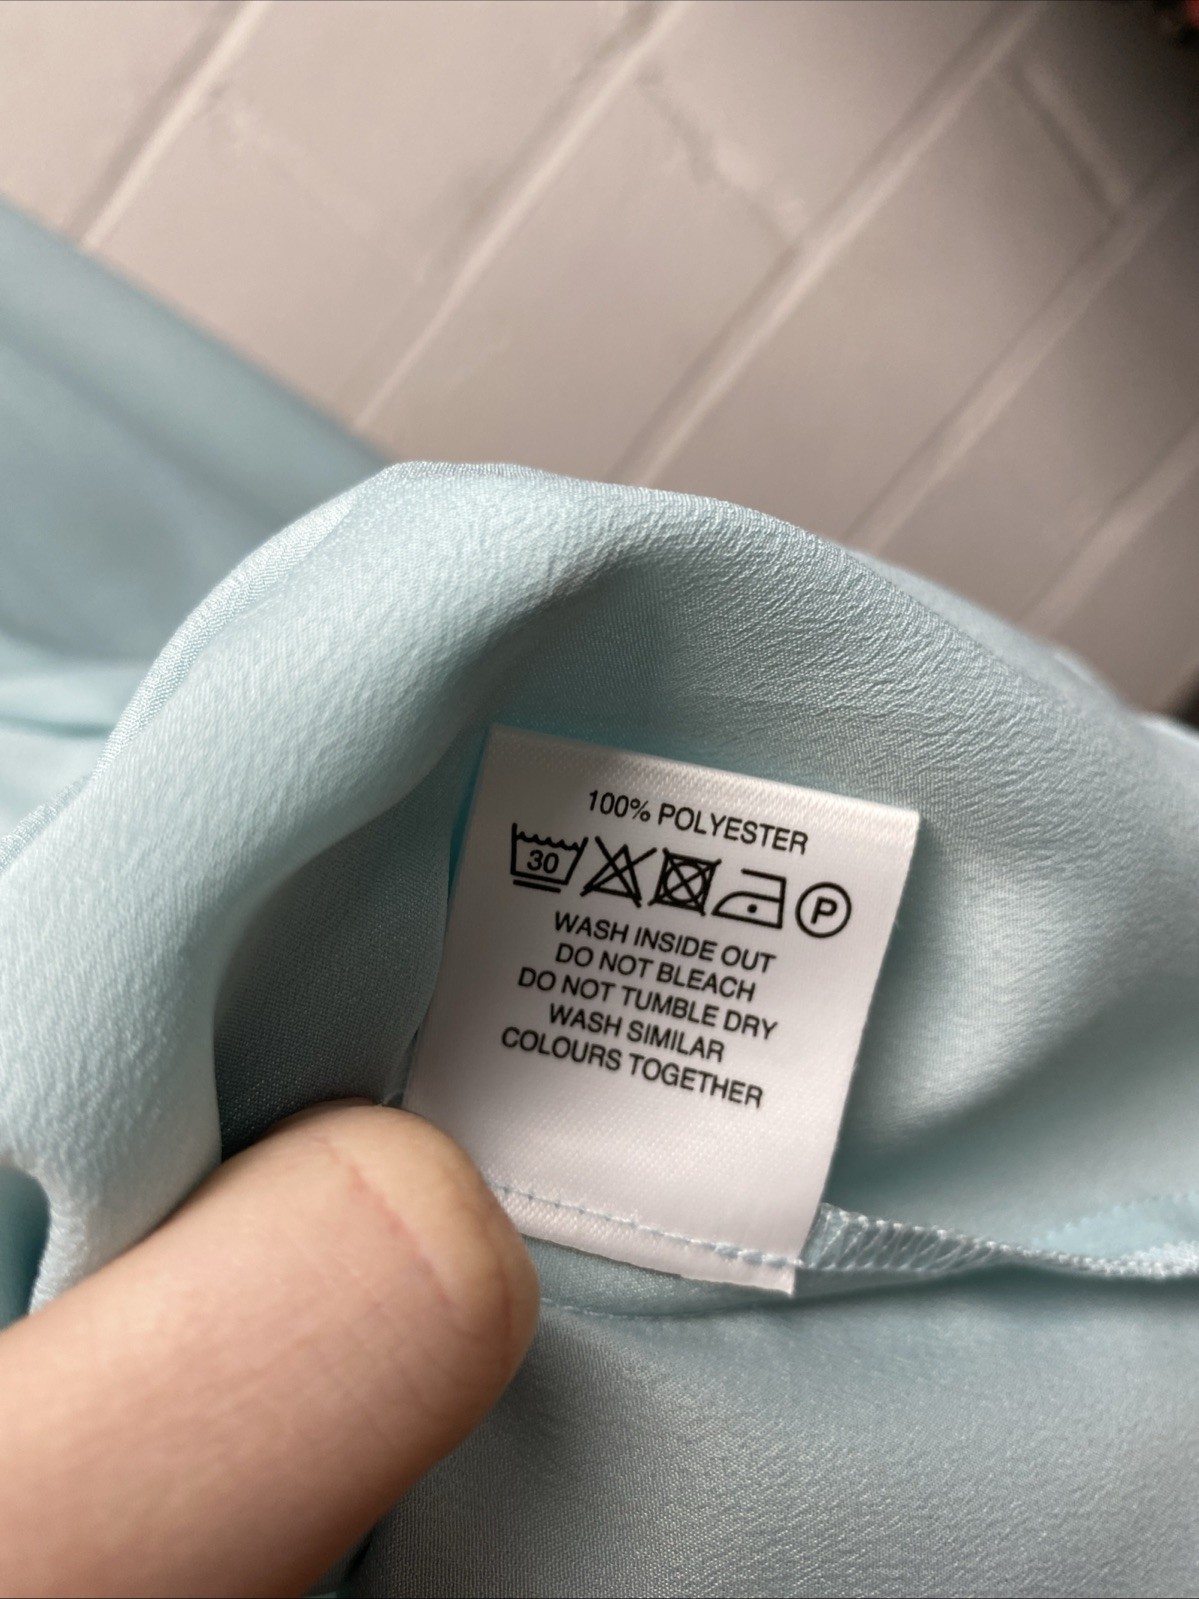 100% POLYESTER
30 P
WASH INSIDE OUT
DO NOT BLEACH
DO NOT TUMBLE DRY
WASH SIMILAR
COLOURS TOGETHER